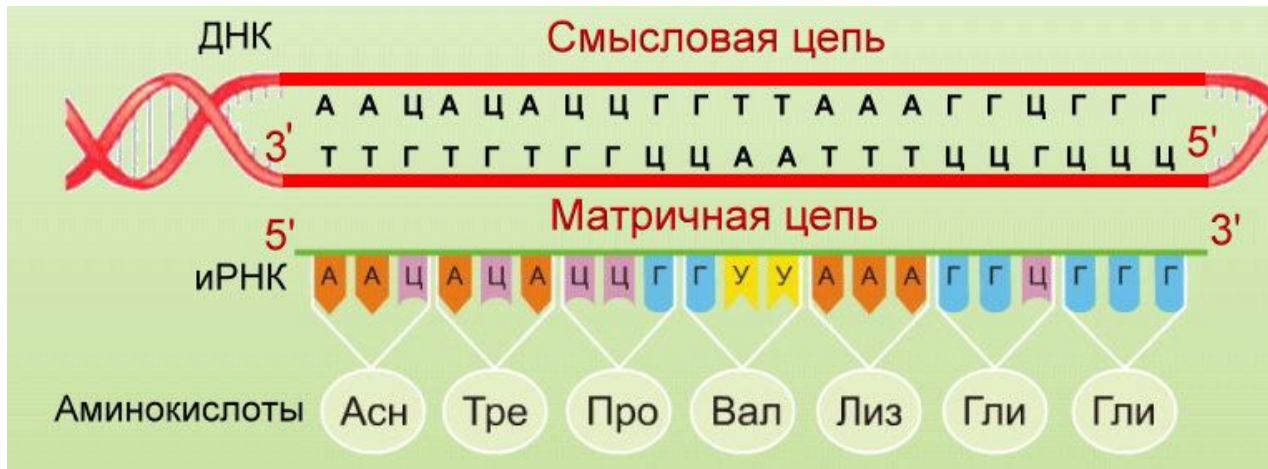 ДНК Смысловая цепь
А А Ц А Ц А Ц Ц Г Г Т Т А А А Г Г Ц Г Г Г
3' Т Т Г Т Г Т Г Г Ц Ц А А Т Т Т Ц Ц Г Ц Ц Ц 5'
5' Матричная цепь 3'
иРНК А А Ц А Ц А Ц Ц Г Г У У А А А Г Г Ц Г Г Г
Аминокислоты Асн Тре Про Вал Лиз Гли Гли